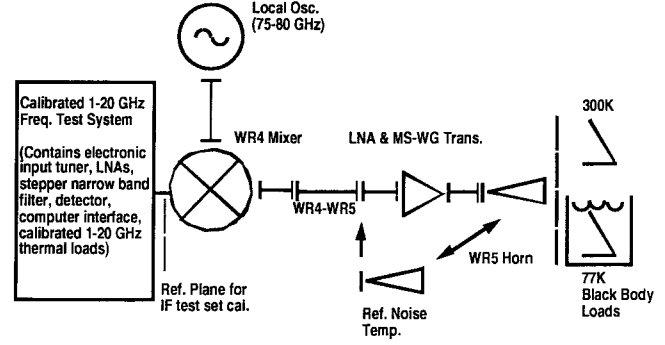 Local Osc.
(75-80 GHz)
Calibrated 1-20 GHz
Freq. Test System
(Contains electronic
input tuner, LNAs,
stepper narrow band
filter, detector,
computer interface,
calibrated 1-20 GHz
thermal loads)
WR4 Mixer
LNA & MS-WG Trans.
300K
WR4-WR5
WR5 Horn
Ref. Plane for
IF test set cal.
Ref. Noise
Temp.
77K
Black Body
Loads